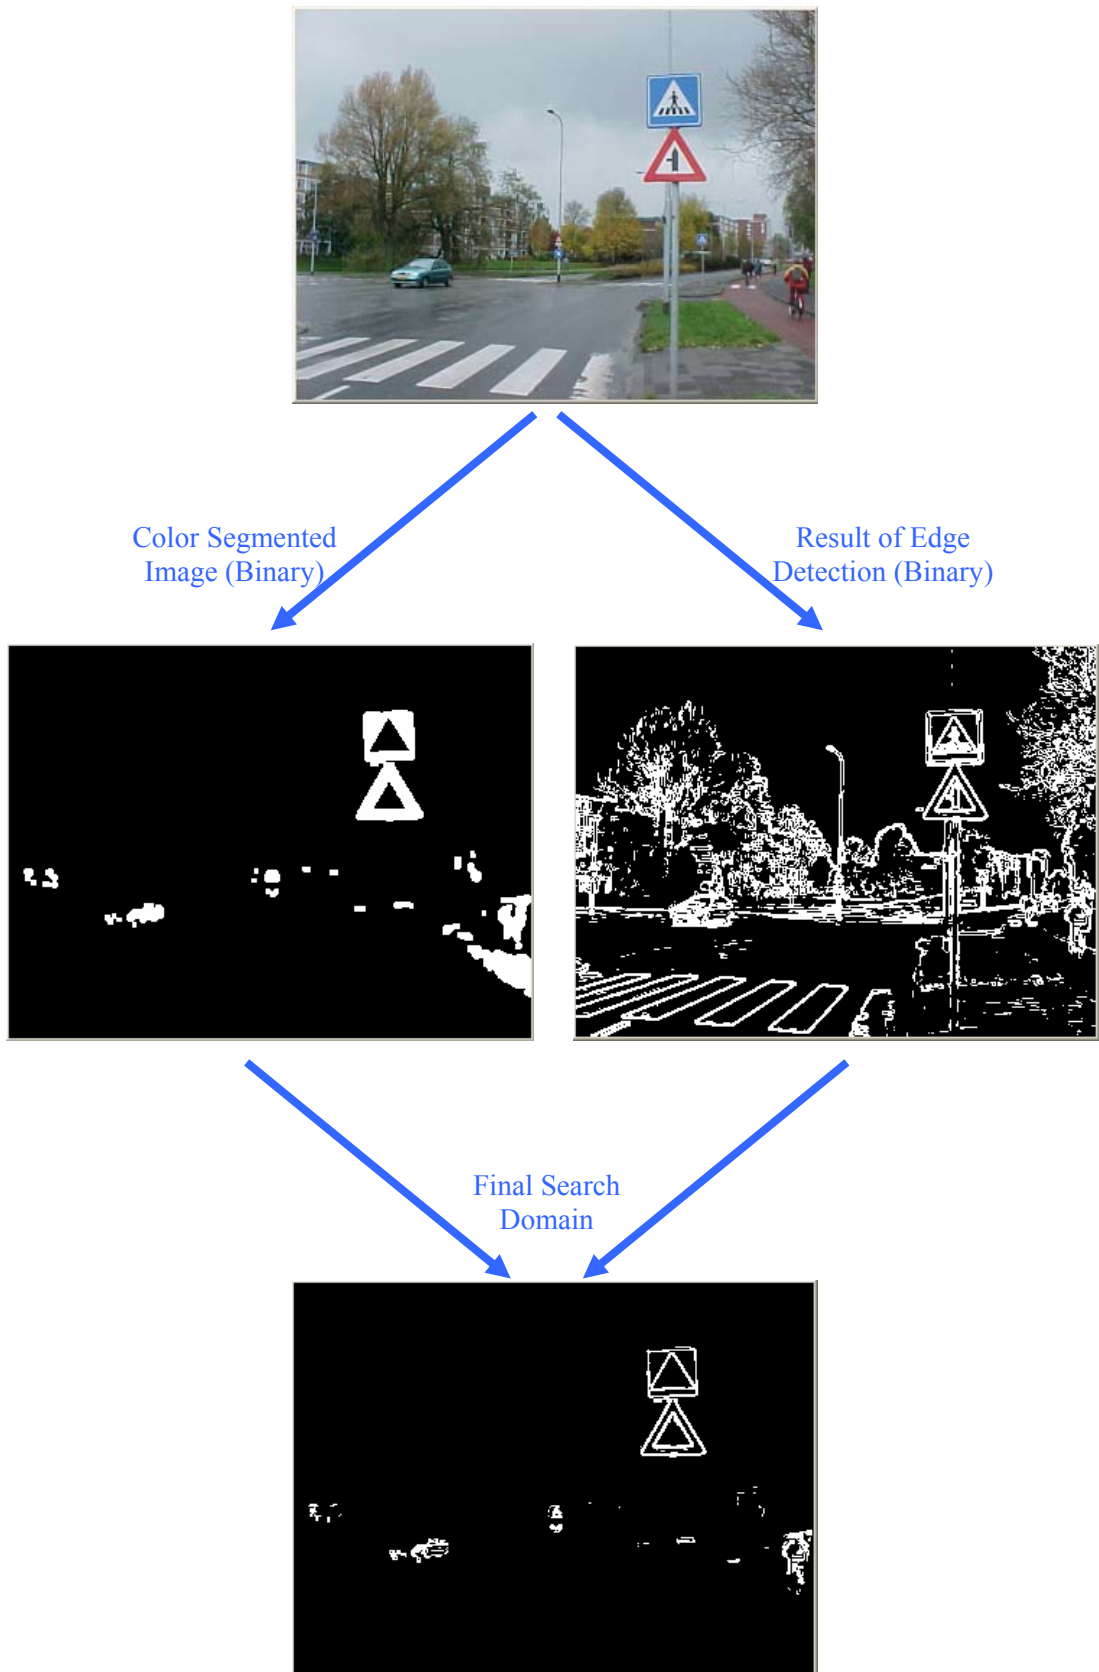 Color Segmented
Image (Binary)
Result of Edge
Detection (Binary)
Final Search
Domain